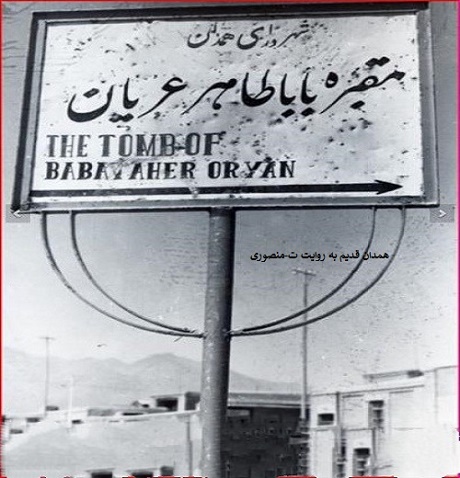 شهرداری همدان
مقبره باباطاهر عریان
THE TOMB OF
BABATAHER ORYAN
همدان قدیم به روایت ت-منصوری